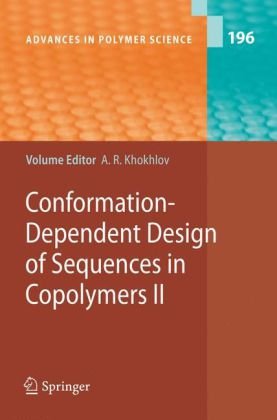 ADVANCES IN POLYMER SCIENCE 196
Volume Editor A. R. Khokhlov
Conformation-
Dependent Design
of Sequences in
Copolymers II
Springer